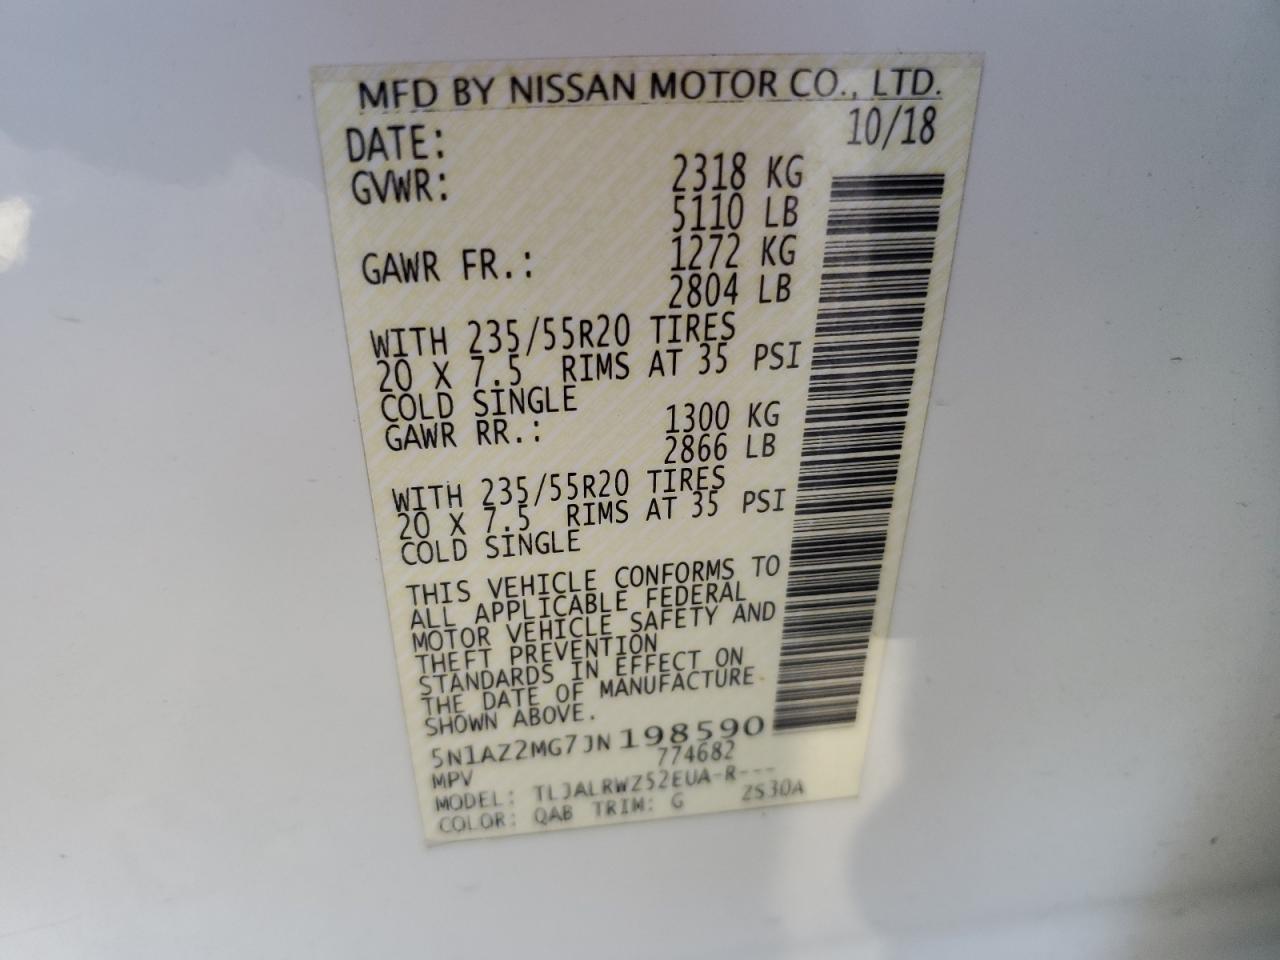 MFD BY NISSAN MOTOR CO., LTD.
DATE: 10/18
GVWR: 2318 KG
5110 LB
GAWR FR.: 1272 KG
2804 LB
WITH 235/55R20 TIRES
20 X 7.5 RIMS AT 35 PSI
COLD SINGLE
GAWR RR.: 1300 KG
2866 LB
WITH 235/55R20 TIRES
20 X 7.5 RIMS AT 35 PSI
COLD SINGLE
THIS VEHICLE CONFORMS TO
ALL APPLICABLE FEDERAL
MOTOR VEHICLE SAFETY AND
THEFT PREVENTION
STANDARDS IN EFFECT ON
THE DATE OF MANUFACTURE
SHOWN ABOVE.
5N1AZ2MG7JN198590
MPV 774682
MODEL: TLJALRWZ52EUA-R---
COLOR: QAB TRIM: G ZS30A